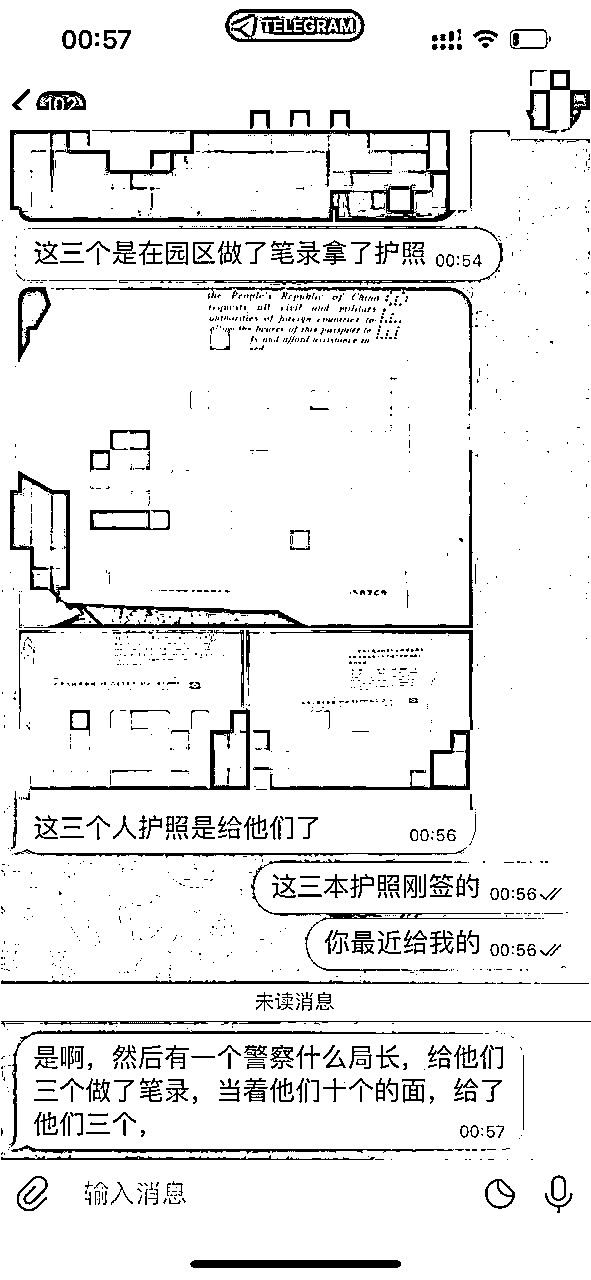 00:57
TELEGRAM
102
这三个是在园区做了笔录拿了护照 00:54
the People's Republic of China
requests all civil and military
authorities of foreign countries to
allow the bearer of this passport to
and afford assistance in
这三个人护照是给他们了 00:56
这三本护照刚签的 00:56
你最近给我的 00:56
未读消息
是啊，然后有一个警察什么局长，给他们
三个做了笔录，当着他们十个的面，给了
他们三个， 00:57
输入消息